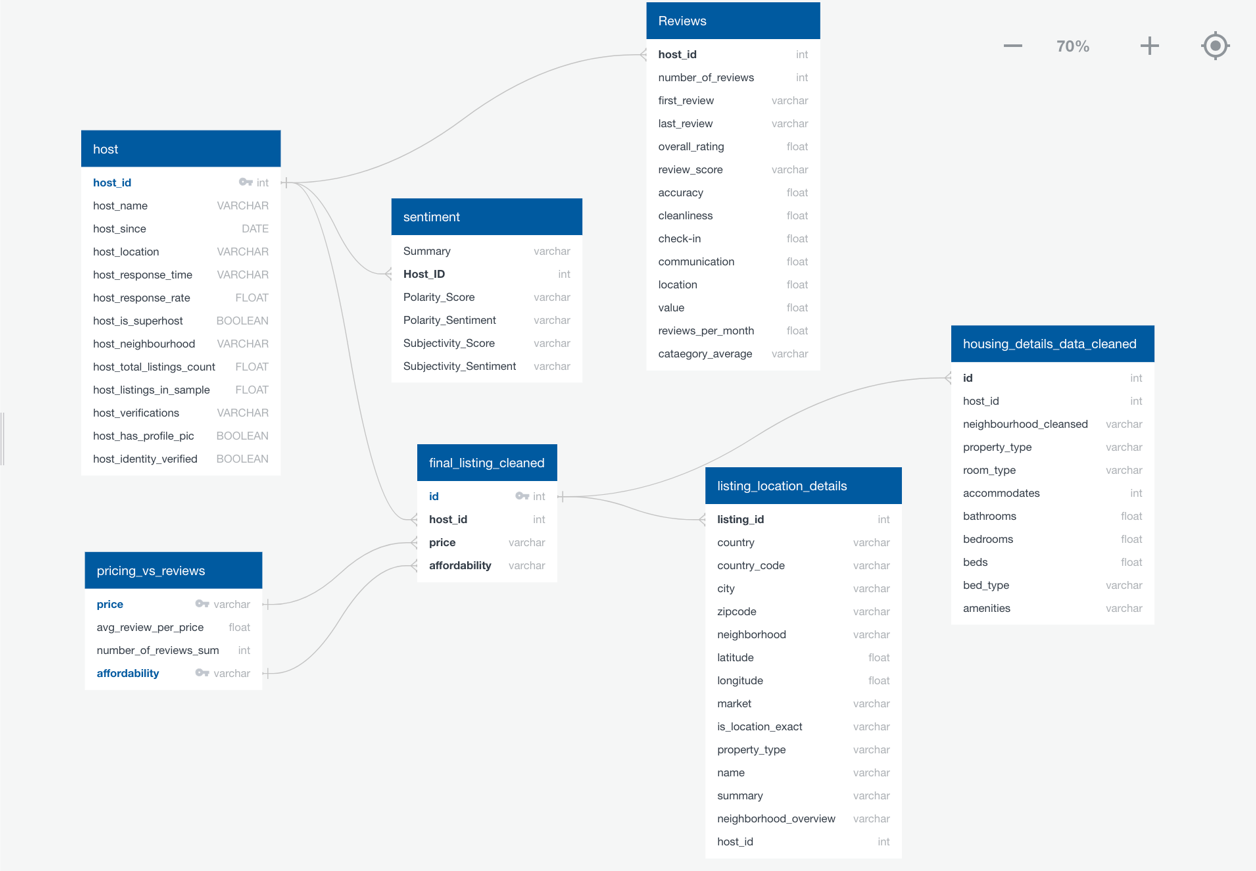 Reviews
host_id int
number_of_reviews int
first_review varchar
last_review varchar
overall_rating float
review_score varchar
accuracy float
cleanliness float
check-in float
communication float
location float
value float
reviews_per_month float
cataegory_average varchar
70%
host
host_id int
host_name VARCHAR
host_since DATE
host_location VARCHAR
host_response_time VARCHAR
host_response_rate FLOAT
host_is_superhost BOOLEAN
host_neighbourhood VARCHAR
host_total_listings_count FLOAT
host_listings_in_sample FLOAT
host_verifications VARCHAR
host_has_profile_pic BOOLEAN
host_identity_verified BOOLEAN
sentiment
Summary varchar
Host_ID int
Polarity_Score varchar
Polarity_Sentiment varchar
Subjectivity_Score varchar
Subjectivity_Sentiment varchar
housing_details_data_cleaned
id int
host_id int
neighbourhood_cleansed varchar
property_type varchar
room_type varchar
accommodates int
bathrooms float
bedrooms float
beds float
bed_type varchar
amenities varchar
final_listing_cleaned
id int
host_id int
price varchar
affordability varchar
listing_location_details
listing_id int
country varchar
country_code varchar
city varchar
zipcode varchar
neighborhood varchar
latitude float
longitude float
market varchar
is_location_exact varchar
property_type varchar
name varchar
summary varchar
neighborhood_overview varchar
host_id int
pricing_vs_reviews
price varchar
avg_review_per_price float
number_of_reviews_sum int
affordability varchar